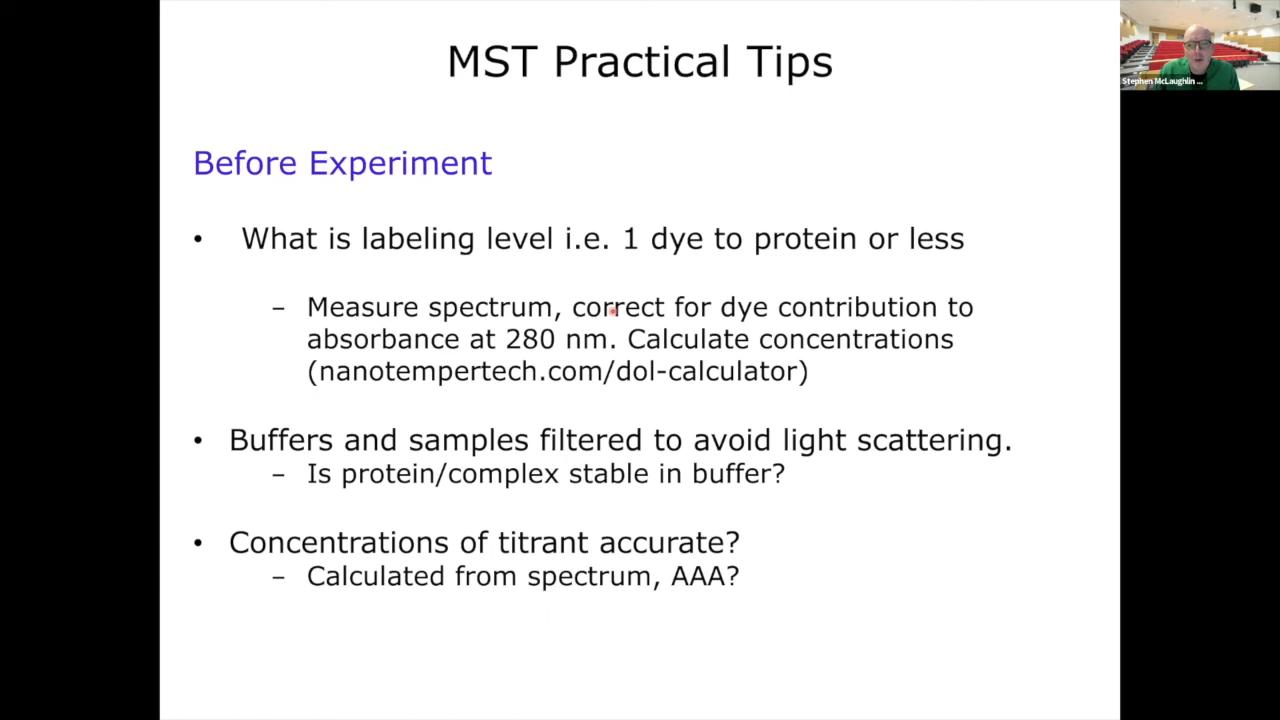 MST Practical Tips
Before Experiment
• What is labeling level i.e. 1 dye to protein or less
– Measure spectrum, correct for dye contribution to
absorbance at 280 nm. Calculate concentrations
(nanotempertech.com/dol-calculator)
• Buffers and samples filtered to avoid light scattering.
– Is protein/complex stable in buffer?
• Concentrations of titrant accurate?
– Calculated from spectrum, AAA?
Stephen McLaughlin ...